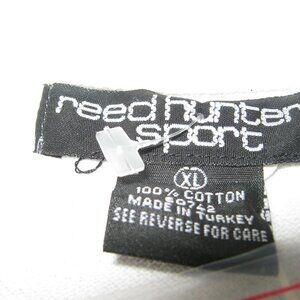 reed hunter
sport
XL
100% COTTON
MADE IN TURKEY
SEE REVERSE FOR CARE